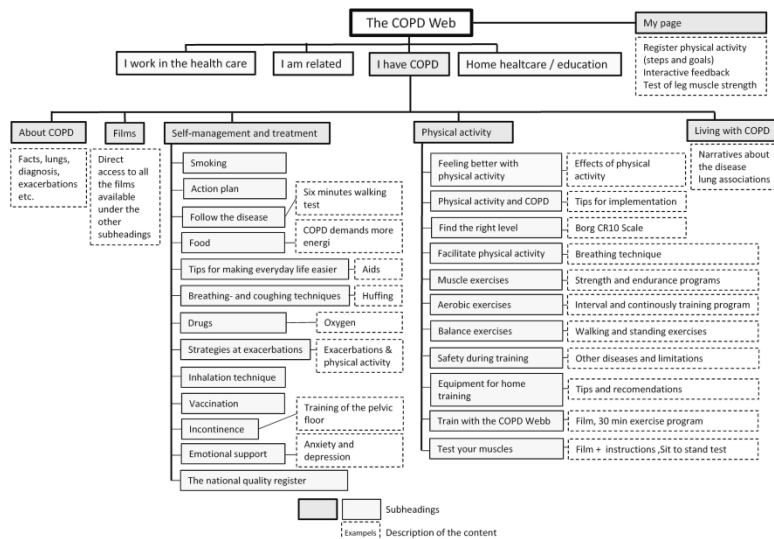 The COPD Web
My page
Register physical activity
(steps and goals)
Interactive feedback
Test of leg muscle strength
I work in the health care
I am related
I have COPD
Home healtcare / education
About COPD
Facts, lungs,
diagnosis,
exacerbations
etc.
Films
Direct
access to all
the films
available
under the
other
subheadings
Self-management and treatment
Smoking
Action plan
Follow the disease
Six minutes walking
test
Food
COPD demands more
energi
Tips for making everyday life easier
Aids
Breathing- and coughing techniques
Huffing
Drugs
Oxygen
Strategies at exacerbations
Exacerbations &
physical activity
Inhalation technique
Vaccination
Incontinence
Training of the pelvic
floor
Emotional support
Anxiety and
depression
The national quality register
Physical activity
Feeling better with
physical activity
Effects of physical
activity
Physical activity and COPD
Tips for implementation
Find the right level
Borg CR10 Scale
Facilitate physical activity
Breathing technique
Muscle exercises
Strength and endurance programs
Aerobic exercises
Interval and continously training program
Balance exercises
Walking and standing exercises
Safety during training
Other diseases and limitations
Equipment for home
training
Tips and recomendations
Train with the COPD Webb
Film, 30 min exercise program
Test your muscles
Film + instructions ,Sit to stand test
Living with COPD
Narratives about
the disease
lung associations
Subheadings
Exampels
Description of the content